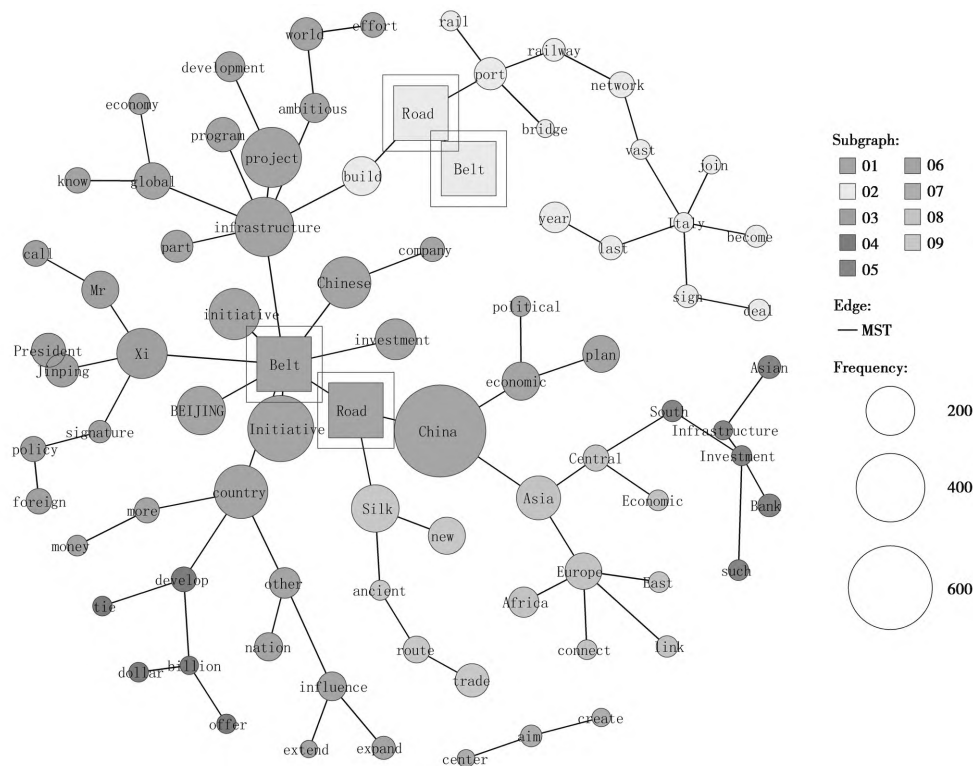 rail
world
effort
railway
development
port
network
economy
ambitious
Road
program
bridge
project
vast
join
know
global
build
Belt
infrastructure
year
Italy
become
part
last
call
company
Mr
Chinese
sign
deal
initiative
political
President
Xi
investment
plan
Jinping
Belt
economic
Asian
BEIJING
Road
South
signature
Initiative
China
Infrastructure
policy
Central
Investment
foreign
country
Asia
Economic
Bank
more
Silk
money
new
develop
other
Europe
East
such
tie
ancient
Africa
nation
route
connect
link
dollar
billion
influence
trade
offer
create
extend
expand
aim
center
Subgraph:
01
06
02
07
03
08
04
09
05
Edge:
MST
Frequency:
200
400
600